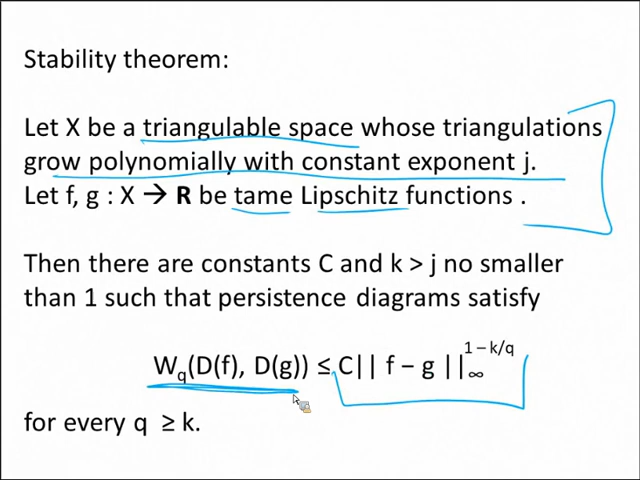 Stability theorem:
Let X be a triangulable space whose triangulations
grow polynomially with constant exponent j.
Let f, g : X → R be tame Lipschitz functions .
Then there are constants C and k > j no smaller
than 1 such that persistence diagrams satisfy
W_q(D(f), D(g)) ≤ C|| f − g ||_∞^{1 − k/q}
for every q ≥ k.